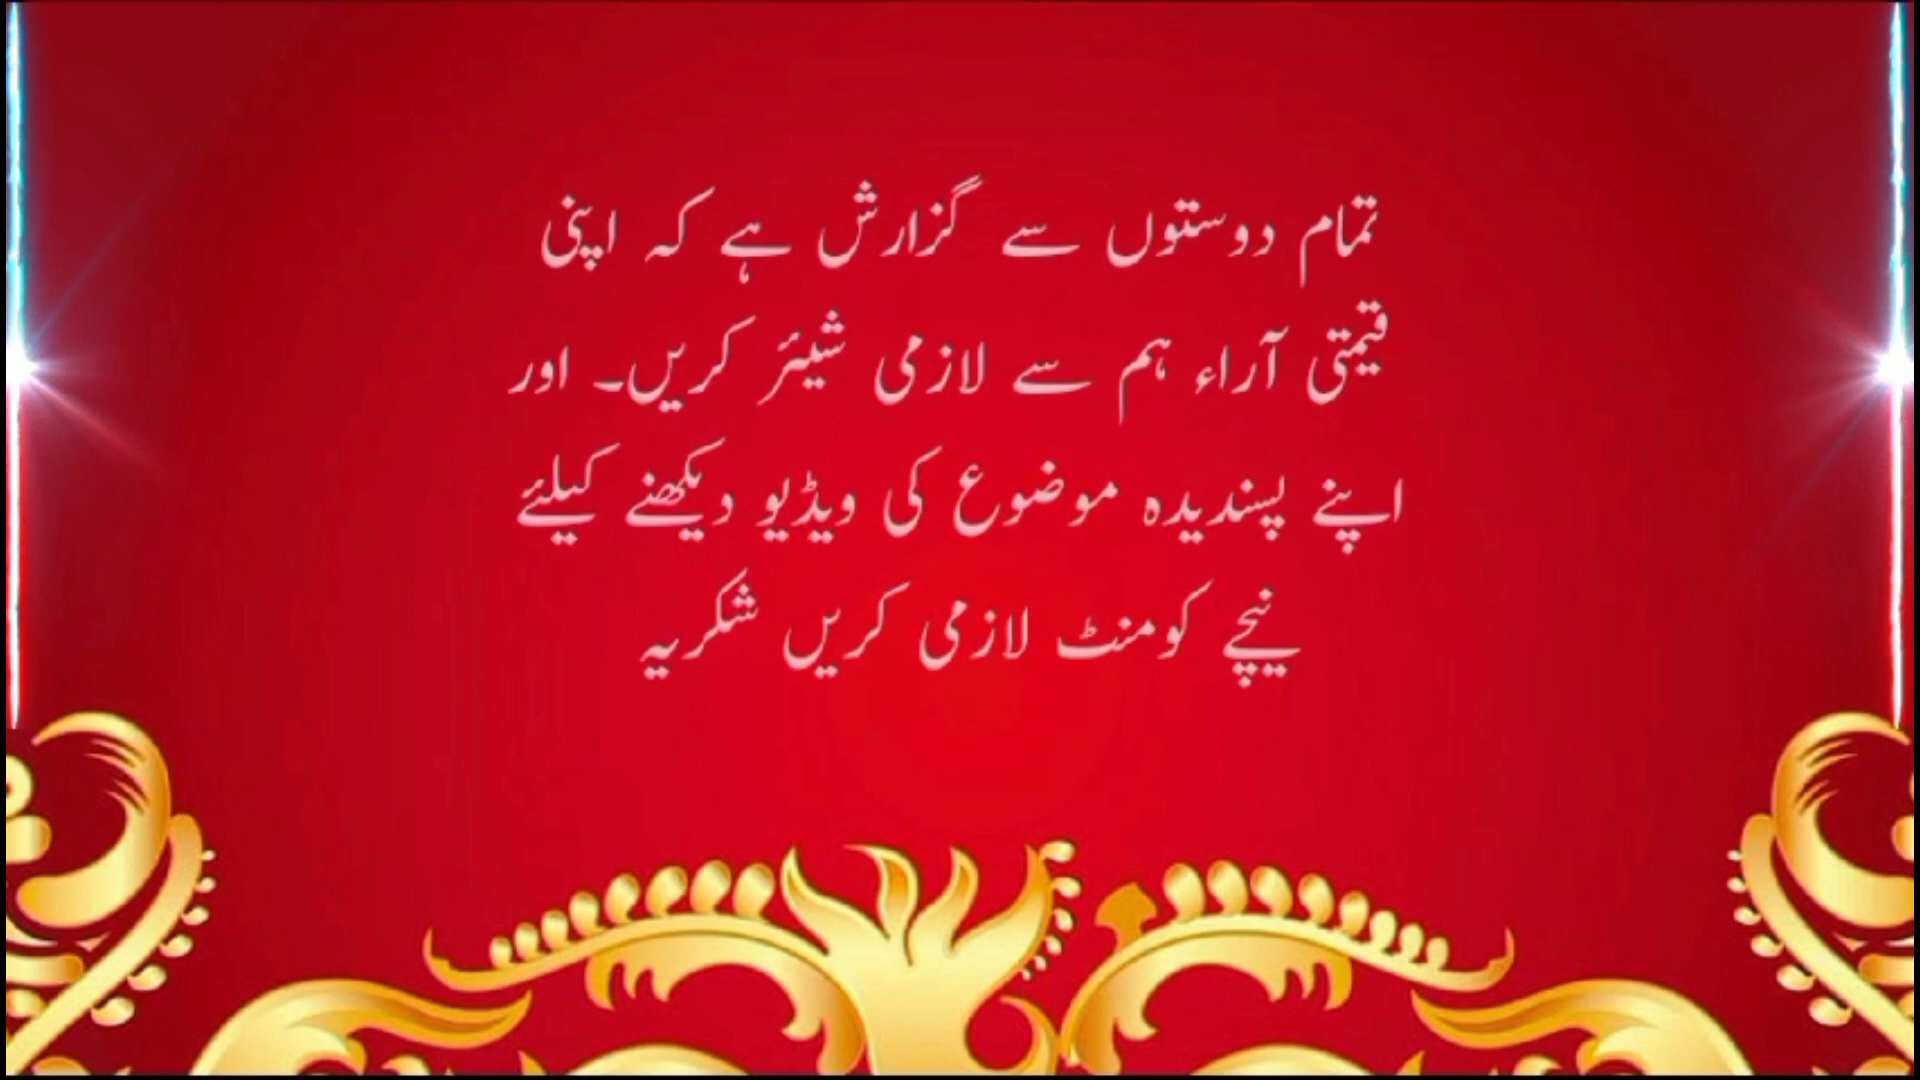 تمام دوستوں سے گزارش ہے کہ اپنی
قیمتی آراء ہم سے لازمی شیئر کریں۔ اور
اپنے پسندیدہ موضوع کی ویڈیو دیکھنے کیلئے
نیچے کومنٹ لازمی کریں شکریہ